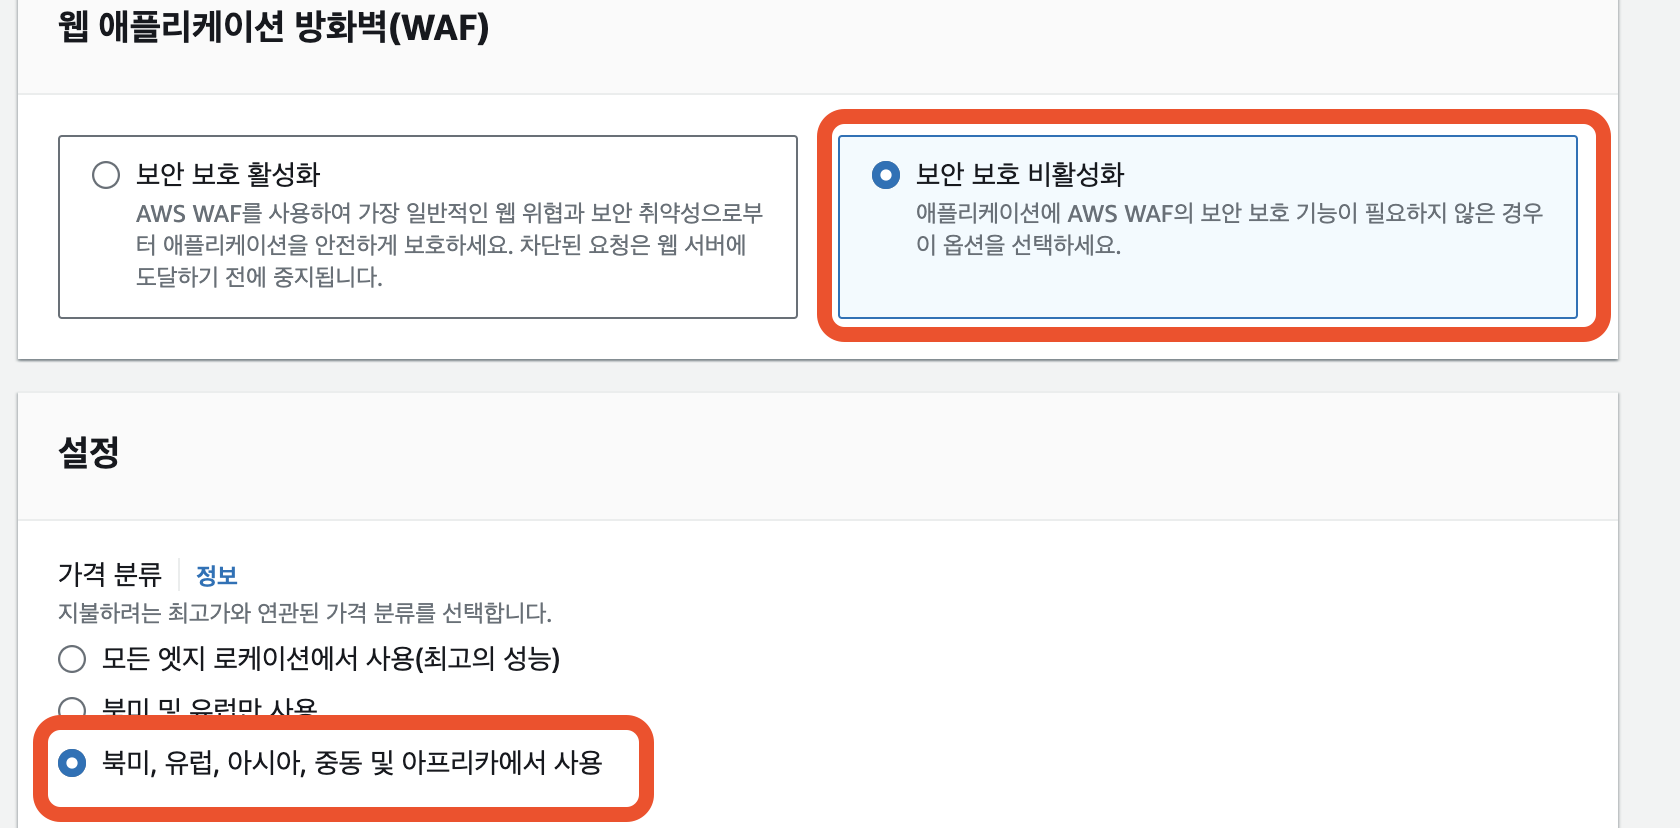 웹 애플리케이션 방화벽(WAF)
보안 보호 활성화
AWS WAF를 사용하여 가장 일반적인 웹 위협과 보안 취약성으로부
터 애플리케이션을 안전하게 보호하세요. 차단된 요청은 웹 서버에
도달하기 전에 중지됩니다.
보안 보호 비활성화
애플리케이션에 AWS WAF의 보안 보호 기능이 필요하지 않은 경우
이 옵션을 선택하세요.
설정
가격 분류
정보
지불하려는 최고가와 연관된 가격 분류를 선택합니다.
모든 엣지 로케이션에서 사용(최고의 성능)
북미 및 유럽만 사용
북미, 유럽, 아시아, 중동 및 아프리카에서 사용